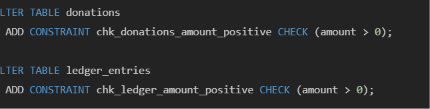 LTER TABLE donations
ADD CONSTRAINT chk_donations_amount_positive CHECK (amount > 0);
LTER TABLE ledger_entries
ADD CONSTRAINT chk_ledger_amount_positive CHECK (amount > 0);